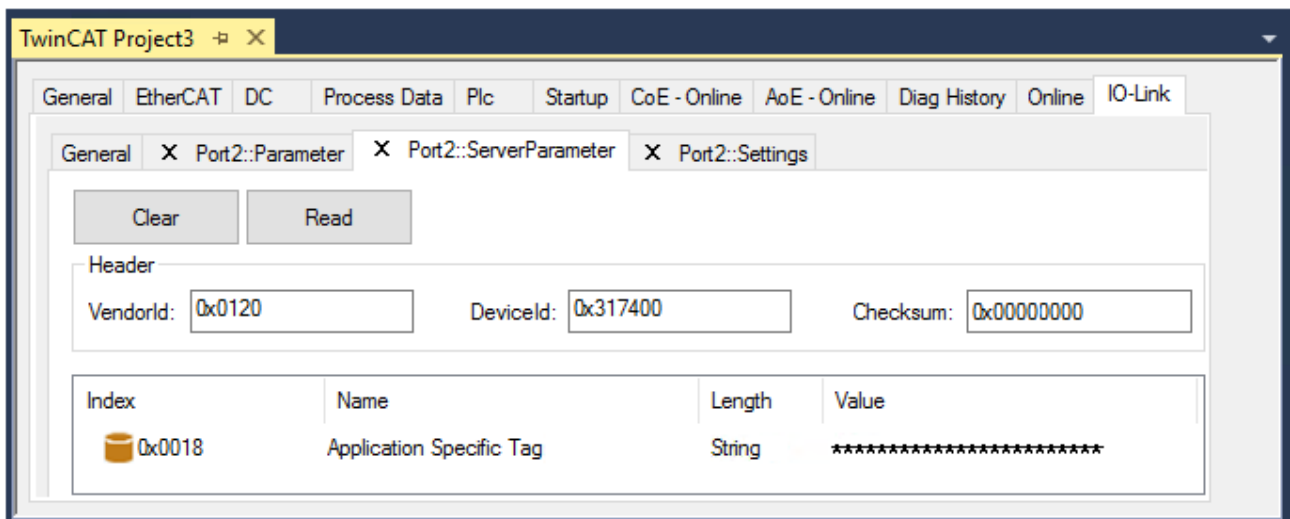 TwinCAT Project3
General EtherCAT DC Process Data Plc Startup CoE - Online AoE - Online Diag History Online IO-Link
General X Port2::Parameter X Port2::ServerParameter X Port2::Settings
Clear Read
Header
VendorId: 0x0120 DeviceId: 0x317400 Checksum: 0x00000000
Index Name Length Value
0x0018 Application Specific Tag String ************************